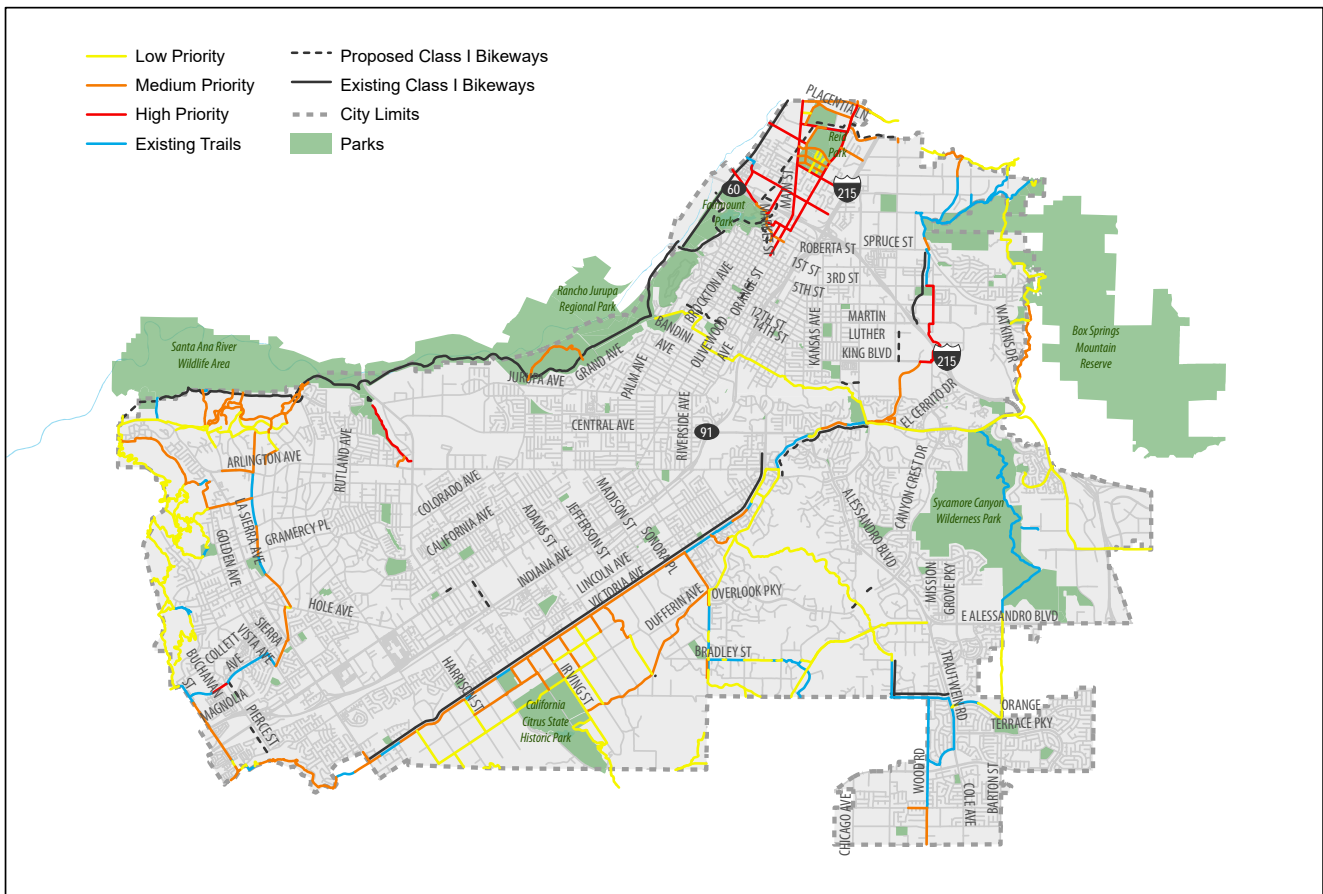 Low Priority
Medium Priority
High Priority
Existing Trails
Proposed Class I Bikeways
Existing Class I Bikeways
City Limits
Parks
PLACENTIA LN.
Reid
Park
MAIN ST
MARKET ST
60
215
Fairmount
Park
ROBERTA ST
SPRUCE ST
1ST ST
3RD ST
5TH ST
BROCKTON AVE
ORANGE ST
12TH ST
14TH ST
Rancho Jurupa
Regional Park
BANDINI
AVE
OLIVEWOOD
AVE
KANSAS AVE
MARTIN
LUTHER
KING BLVD
WATKINS DR
Box Springs
Mountain
Reserve
215
Santa Ana River
Wildlife Area
JURUPA AVE
GRAND AVE
PALM AVE
EL CERRITO DR
CENTRAL AVE
RIVERSIDE AVE
91
RUTLAND AVE
ARLINGTON AVE
COLORADO AVE
CANYON CREST DR
LA SIERRA AVE
GRAMERCY PL
GOLDEN AVE
CALIFORNIA AVE
MADISON ST
JEFFERSON ST
ADAMS ST
SONORA PL
ALESSANDRO BLVD
Sycamore Canyon
Wilderness Park
INDIANA AVE
LINCOLN AVE
VICTORIA AVE
MISSION
GROVE PKY
HOLE AVE
DUFFERIN AVE
OVERLOOK PKY
E ALESSANDRO BLVD
SIERRA
VISTA AVE
COLLETT
AVE
BUCHANAN
ST
MAGNOLIA
PIERCE ST
HARRISON ST
IRVING ST
BRADLEY ST
TRAUTWEIN RD
California
Citrus State
Historic Park
ORANGE
TERRACE PKY
WOOD RD
CHICAGO AVE
COLE AVE
BARTON ST